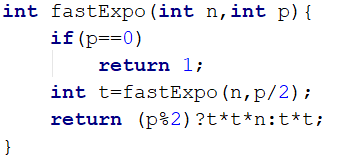 int fastExpo(int n,int p){
    if(p==0)
        return 1;
    int t=fastExpo(n,p/2);
    return (p%2)?t*t*n:t*t;
}